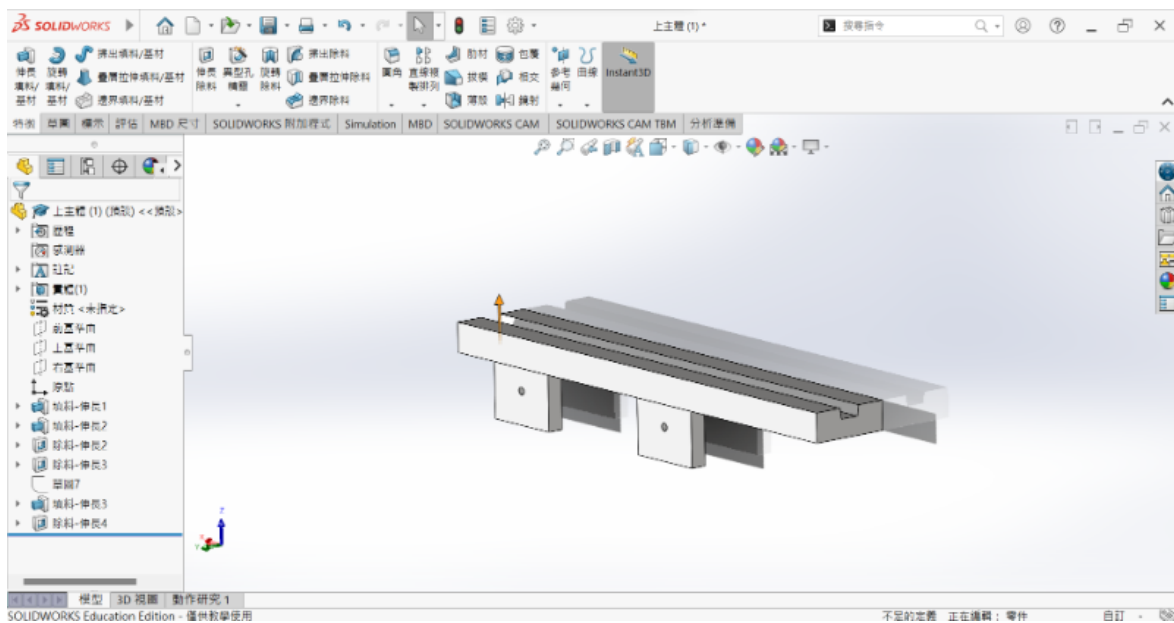 SOLIDWORKS
上主體 (1) *
搜尋指令
伸長填料/基材
旋轉填料/基材
掃出填料/基材
疊層拉伸填料/基材
邊界填料/基材
伸長除料
異型孔精靈
旋轉除料
掃出除料
疊層拉伸除料
邊界除料
圓角
直線複製排列
肋材
拔模
薄殼
包覆
相交
鏡射
參考幾何
曲線
Instant3D
特徵 草圖 標示 評估 MBD 尺寸 SOLIDWORKS 附加程式 Simulation MBD SOLIDWORKS CAM SOLIDWORKS CAM TBM 分析準備
上主體 (1) (預設) <<預設>
歷程
感測器
註記
實體(1)
材質 <未指定>
前基準面
上基準面
右基準面
原點
填料-伸長1
填料-伸長2
除料-伸長2
除料-伸長3
草圖7
填料-伸長3
除料-伸長4
模型 3D 視圖 動作研究 1
SOLIDWORKS Education Edition - 僅供教學使用
不足的定義 正在編輯： 零件 自訂